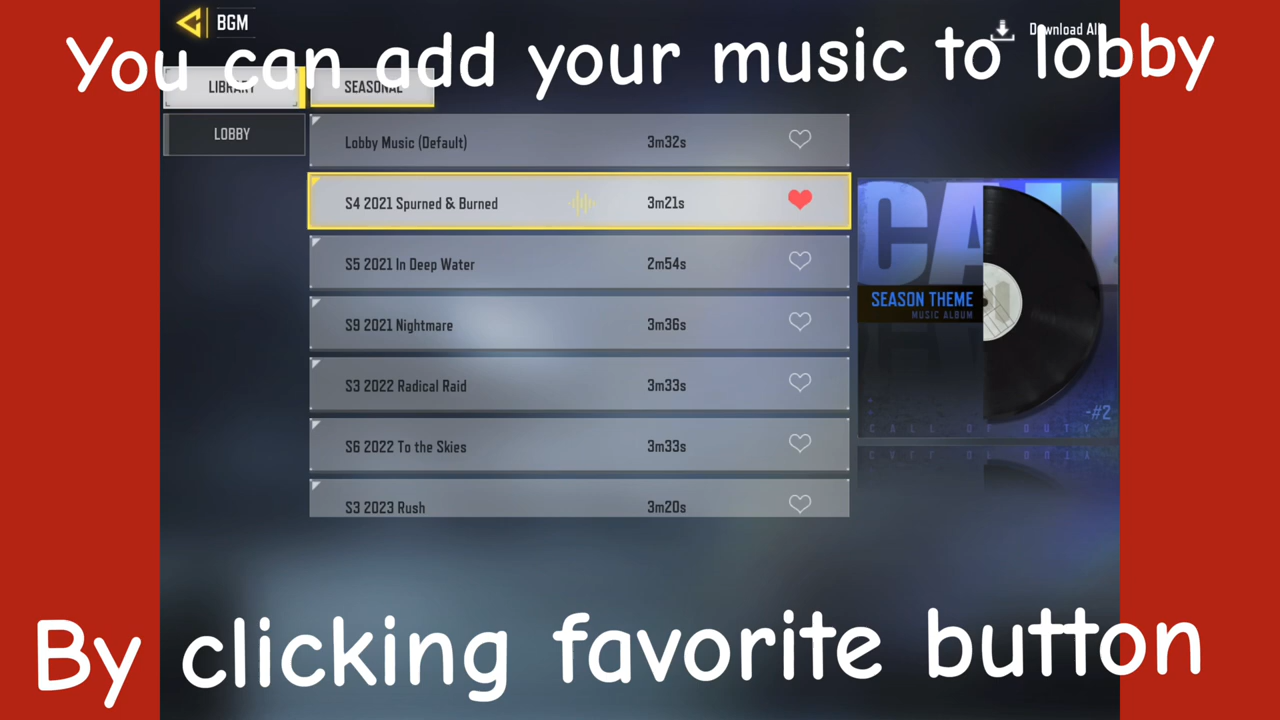 BGM
Download All
You can add your music to lobby
LIBRARY
SEASONAL
LOBBY
Lobby Music (Default) 3m32s
S4 2021 Spurned & Burned 3m21s
S5 2021 In Deep Water 2m54s
S9 2021 Nightmare 3m36s
S3 2022 Radical Raid 3m33s
S6 2022 To the Skies 3m33s
S3 2023 Rush 3m20s
CALL
SEASON THEME
MUSIC ALBUM
-#2
CALL OF DUTY
By clicking favorite button